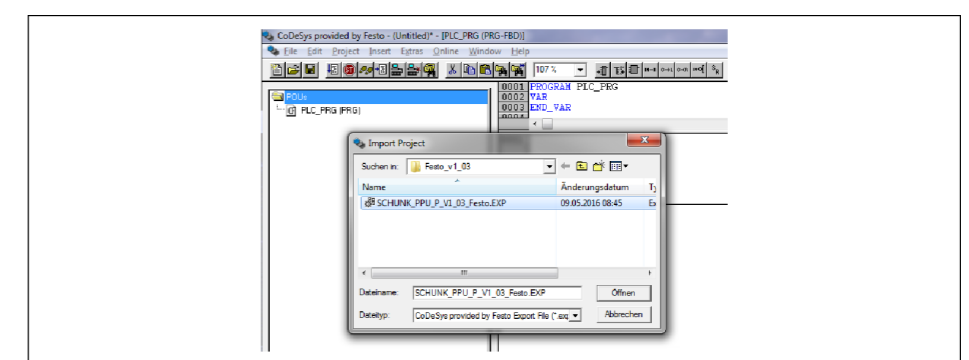 CoDeSys provided by Festo - (Untitled)* - [PLC_PRG (PRG-FBD)]
File Edit Project Insert Extras Online Window Help
107 %
POUs
PLC_PRG (PRG)
0001 PROGRAM PLC_PRG
0002 VAR
0003 END_VAR
0004
Import Project
Suchen in: Festo_v1_03
Name Änderungsdatum
SCHUNK_PPU_P_V1_03_Festo.EXP 09.05.2016 08:45
Dateiname: SCHUNK_PPU_P_V1_03_Festo.EXP Öffnen
Dateityp: CoDeSys provided by Festo Export File (*.exp Abbrechen